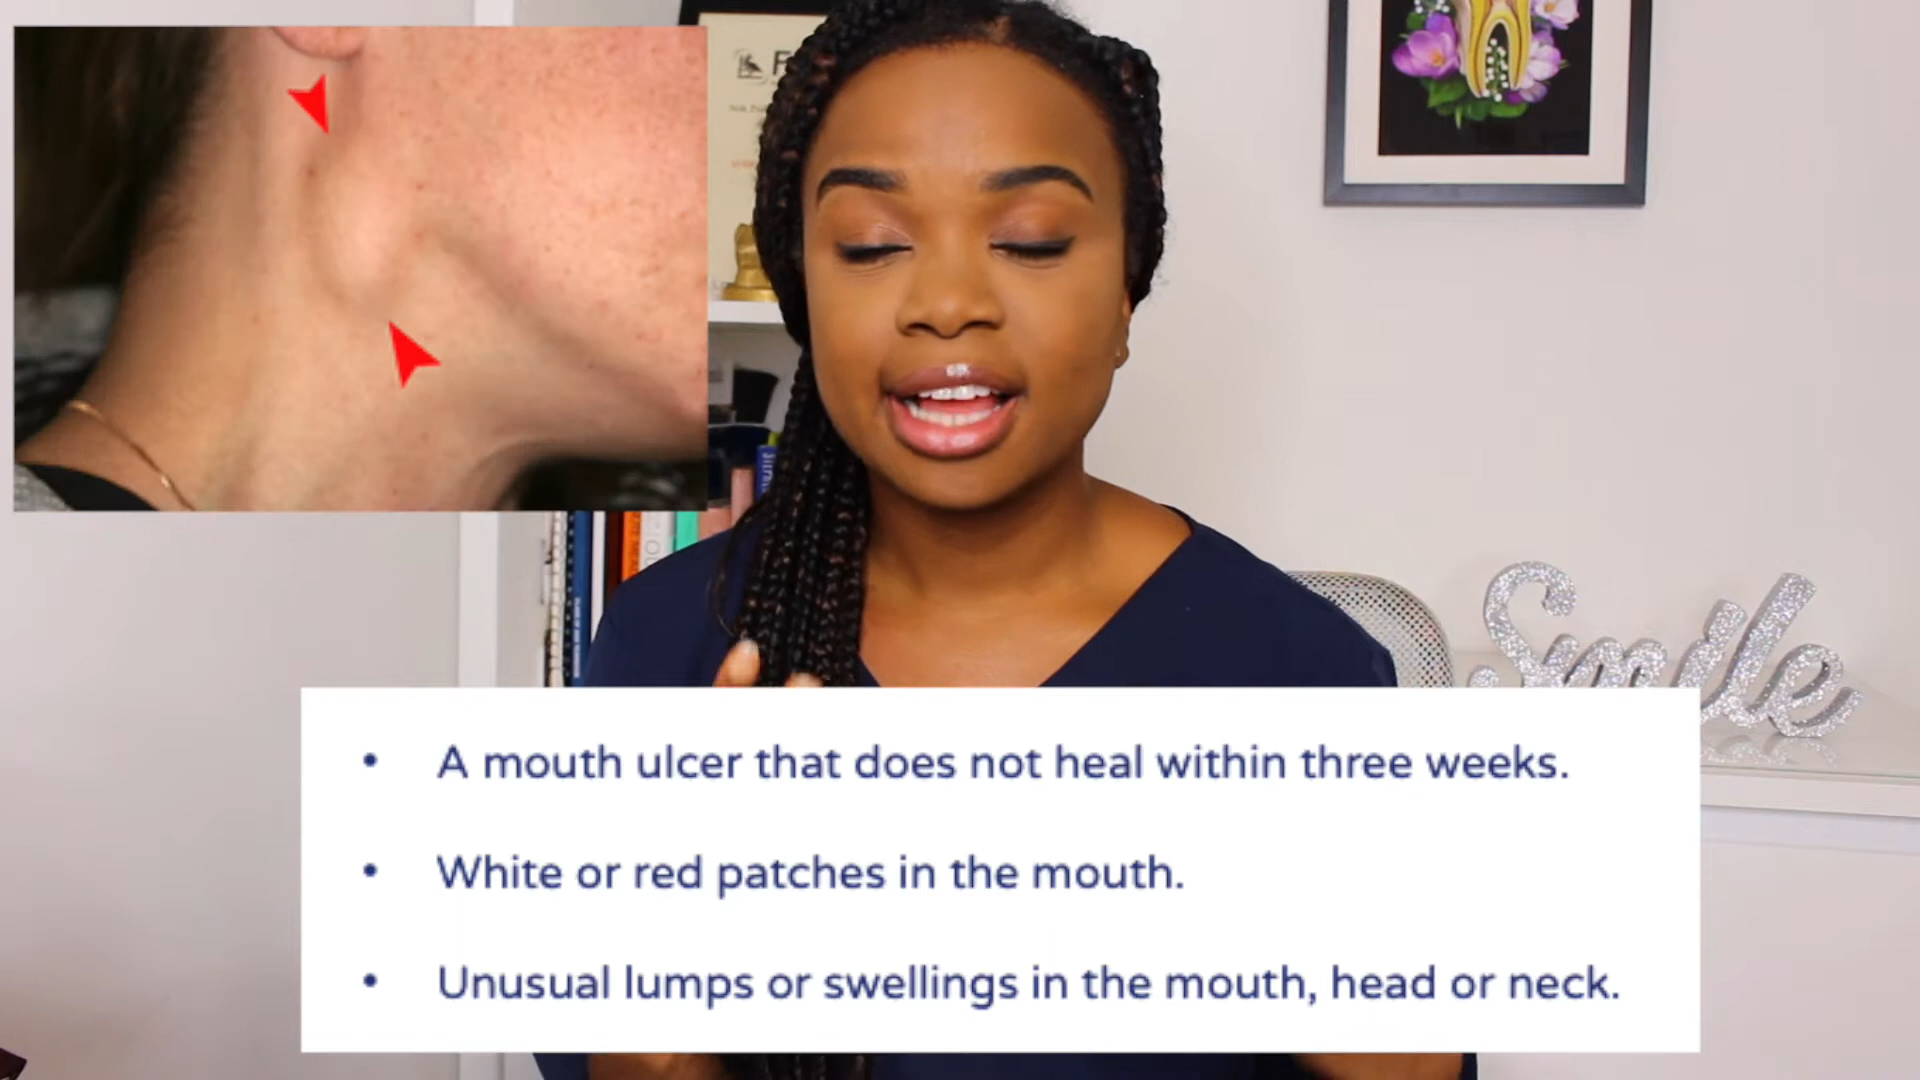 • A mouth ulcer that does not heal within three weeks.
• White or red patches in the mouth.
• Unusual lumps or swellings in the mouth, head or neck.
Smile